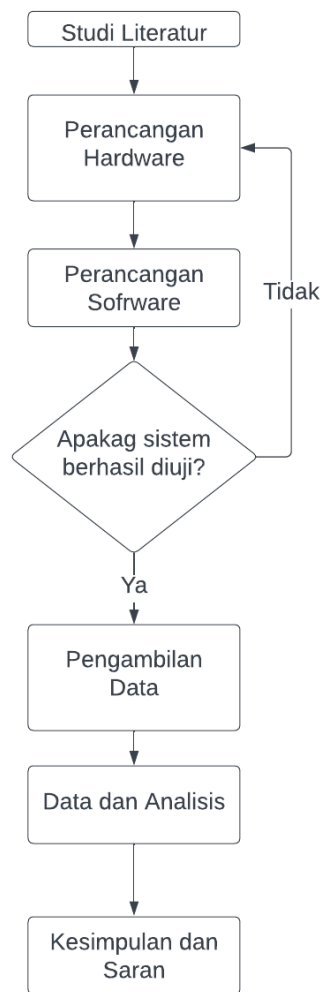 Studi Literatur
Perancangan
Hardware
Perancangan
Sofrware
Tidak
Apakag sistem
berhasil diuji?
Ya
Pengambilan
Data
Data dan Analisis
Kesimpulan dan
Saran